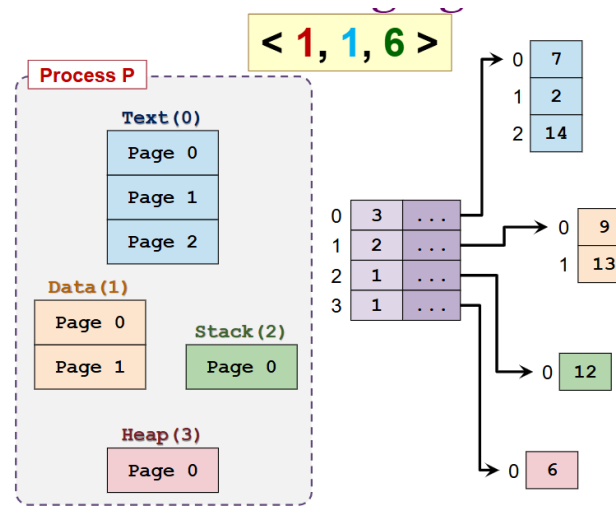 < 1, 1, 6 >
Process P
Text(0)
Page 0
Page 1
Page 2
Data(1)
Page 0
Page 1
Stack(2)
Page 0
Heap(3)
Page 0
0 3 ...
1 2 ...
2 1 ...
3 1 ...
0 7
1 2
2 14
0 9
1 13
0 12
0 6